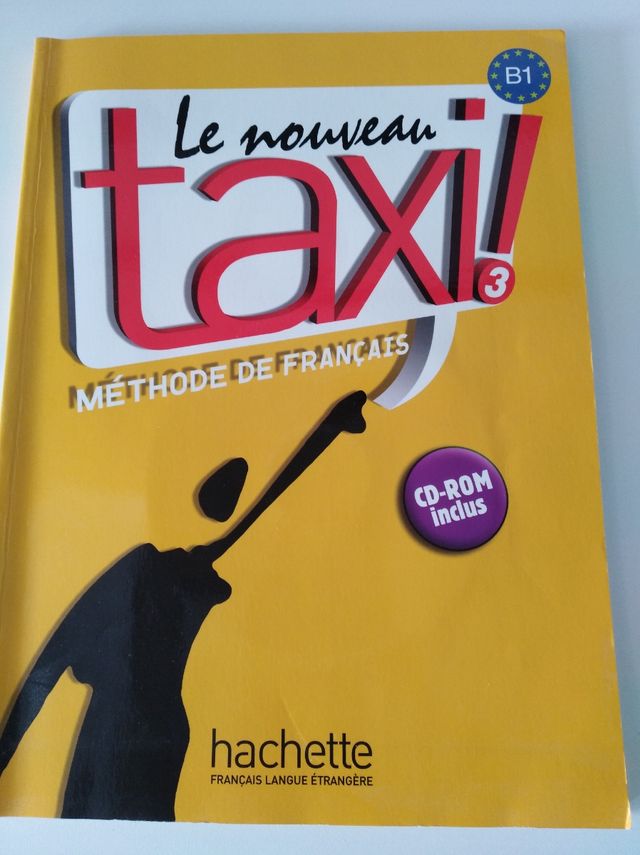 B1
Le nouveau
taxi!
3
MÉTHODE DE FRANÇAIS
CD-ROM
inclus
hachette
FRANÇAIS LANGUE ÉTRANGÈRE